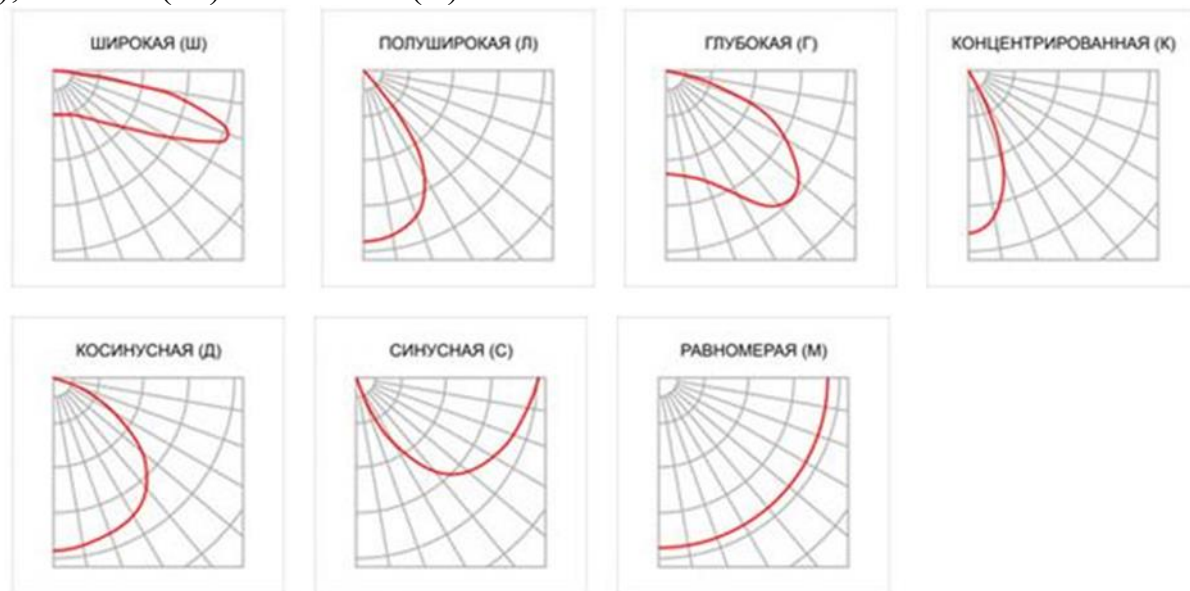 ШИРОКАЯ (Ш)
ПОЛУШИРОКАЯ (Л)
ГЛУБОКАЯ (Г)
КОНЦЕНТРИРОВАННАЯ (К)
КОСИНУСНАЯ (Д)
СИНУСНАЯ (С)
РАВНОМЕРАЯ (М)